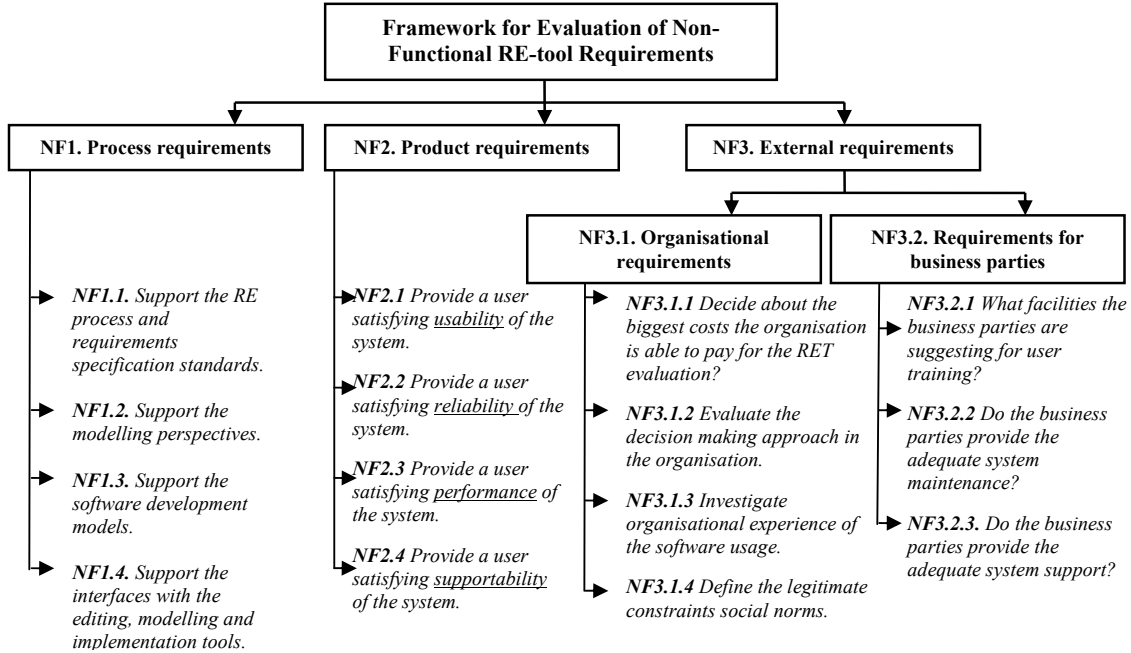 Framework for Evaluation of Non-
Functional RE-tool Requirements
NF1. Process requirements
NF2. Product requirements
NF3. External requirements
NF3.1. Organisational
requirements
NF3.2. Requirements for
business parties
NF1.1. Support the RE
process and
requirements
specification standards.
NF1.2. Support the
modelling perspectives.
NF1.3. Support the
software development
models.
NF1.4. Support the
interfaces with the
editing, modelling and
implementation tools.
NF2.1 Provide a user
satisfying usability of the
system.
NF2.2 Provide a user
satisfying reliability of the
system.
NF2.3 Provide a user
satisfying performance of
the system.
NF2.4 Provide a user
satisfying supportability
of the system.
NF3.1.1 Decide about the
biggest costs the organisation
is able to pay for the RET
evaluation?
NF3.1.2 Evaluate the
decision making approach in
the organisation.
NF3.1.3 Investigate
organisational experience of
the software usage.
NF3.1.4 Define the legitimate
constraints social norms.
NF3.2.1 What facilities the
business parties are
suggesting for user
training?
NF3.2.2 Do the business
parties provide the
adequate system
maintenance?
NF3.2.3. Do the business
parties provide the
adequate system support?